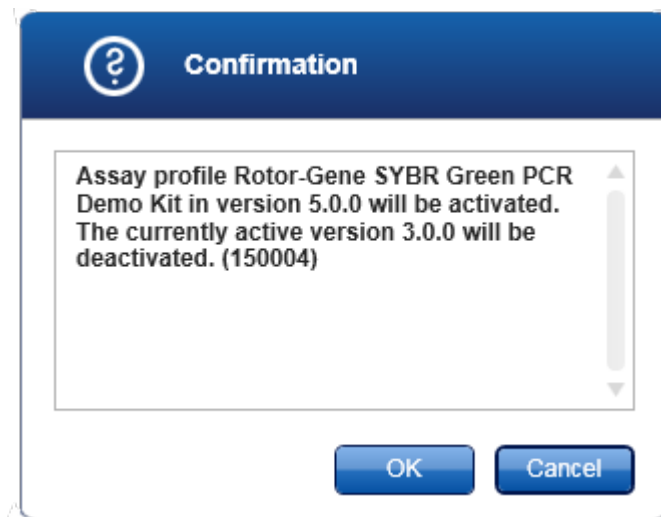 Confirmation
Assay profile Rotor-Gene SYBR Green PCR
Demo Kit in version 5.0.0 will be activated.
The currently active version 3.0.0 will be
deactivated. (150004)
OK
Cancel